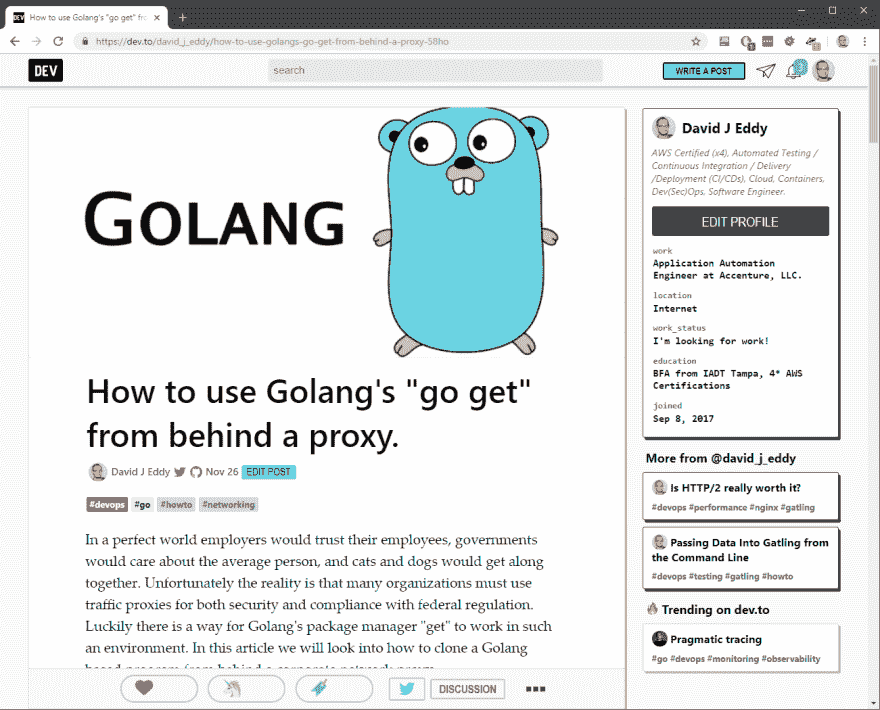 How to use Golang's "go get" fr
https://dev.to/david_j_eddy/how-to-use-golangs-go-get-from-behind-a-proxy-58ho
DEV
search
WRITE A POST
GOLANG
How to use Golang's "go get"
from behind a proxy.
David J Eddy
Nov 26
EDIT POST
#devops #go #howto #networking
In a perfect world employers would trust their employees, governments
would care about the average person, and cats and dogs would get along
together. Unfortunately the reality is that many organizations must use
traffic proxies for both security and compliance with federal regulation.
Luckily there is a way for Golang's package manager "get" to work in such
an environment. In this article we will look into how to clone a Golang
based program from behind a corporate network proxy.
DISCUSSION
David J Eddy
AWS Certified (x4), Automated Testing /
Continuous Integration / Delivery
/Deployment (CI/CDs), Cloud, Containers,
Dev(Sec)Ops, Software Engineer.
EDIT PROFILE
work
Application Automation
Engineer at Accenture, LLC.
location
Internet
work_status
I'm looking for work!
education
BFA from IADT Tampa, 4* AWS
Certifications
joined
Sep 8, 2017
More from @david_j_eddy
Is HTTP/2 really worth it?
#devops #performance #nginx #gatling
Passing Data Into Gatling from
the Command Line
#devops #testing #gatling #howto
Trending on dev.to
Pragmatic tracing
#go #devops #monitoring #observability